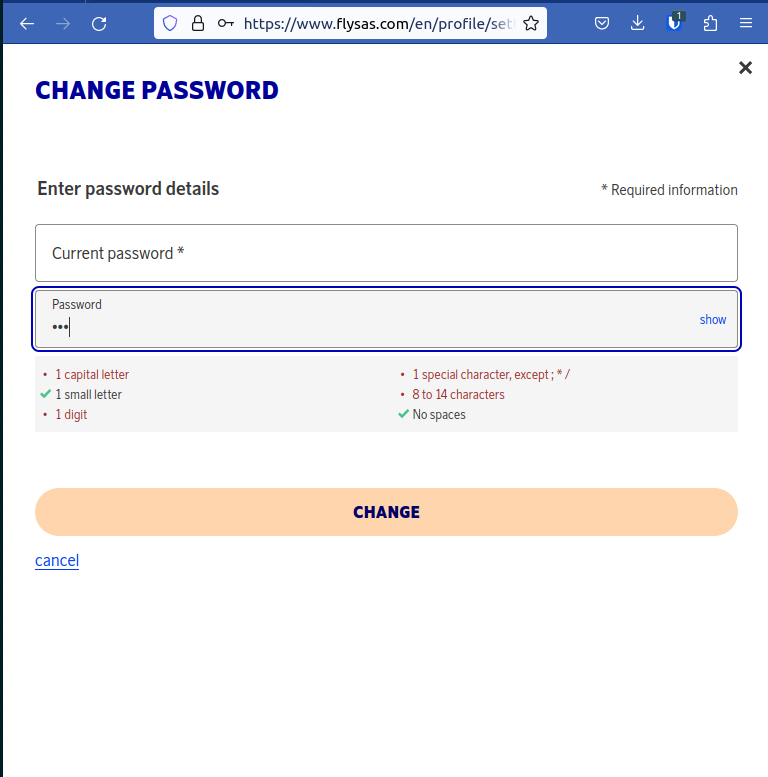 1
https://www.flysas.com/en/profile/set
CHANGE PASSWORD
Enter password details
* Required information
Current password *
Password
•••
show
• 1 capital letter
1 small letter
• 1 digit
• 1 special character, except ; * /
• 8 to 14 characters
No spaces
CHANGE
cancel